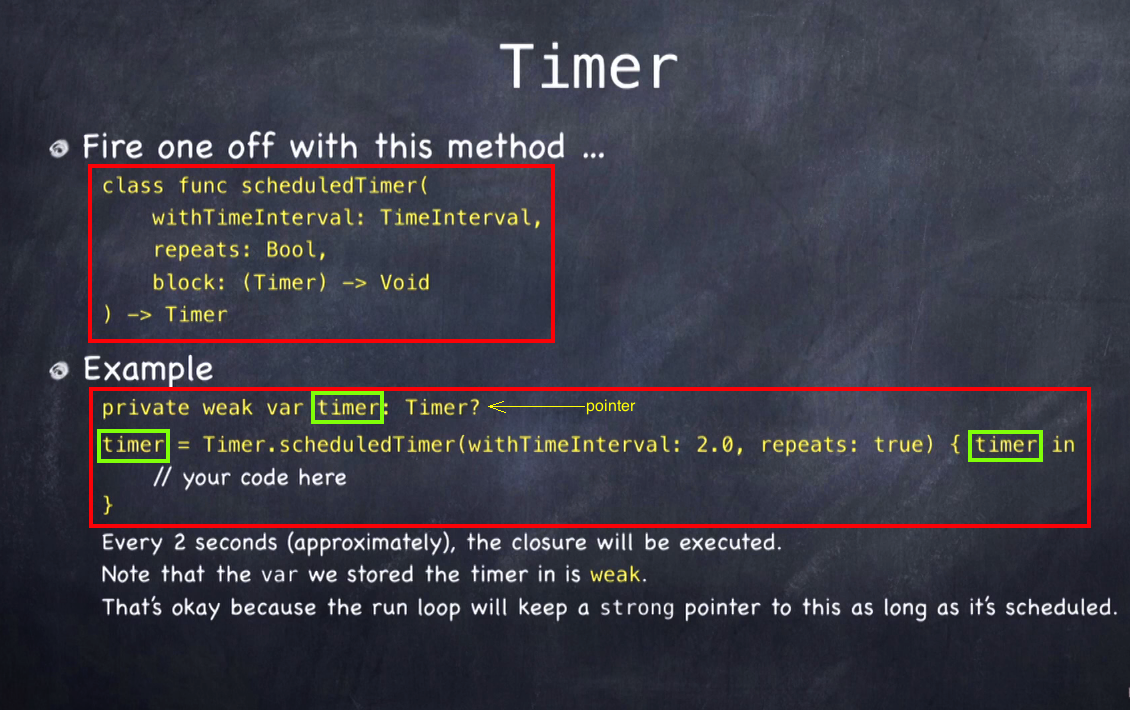 Timer
Fire one off with this method ...
class func scheduledTimer(
withTimeInterval: TimeInterval,
repeats: Bool,
block: (Timer) -> Void
) -> Timer
Example
private weak var timer: Timer? pointer
timer = Timer.scheduledTimer(withTimeInterval: 2.0, repeats: true) { timer in
// your code here
}
Every 2 seconds (approximately), the closure will be executed.
Note that the var we stored the timer in is weak.
That's okay because the run loop will keep a strong pointer to this as long as it's scheduled.